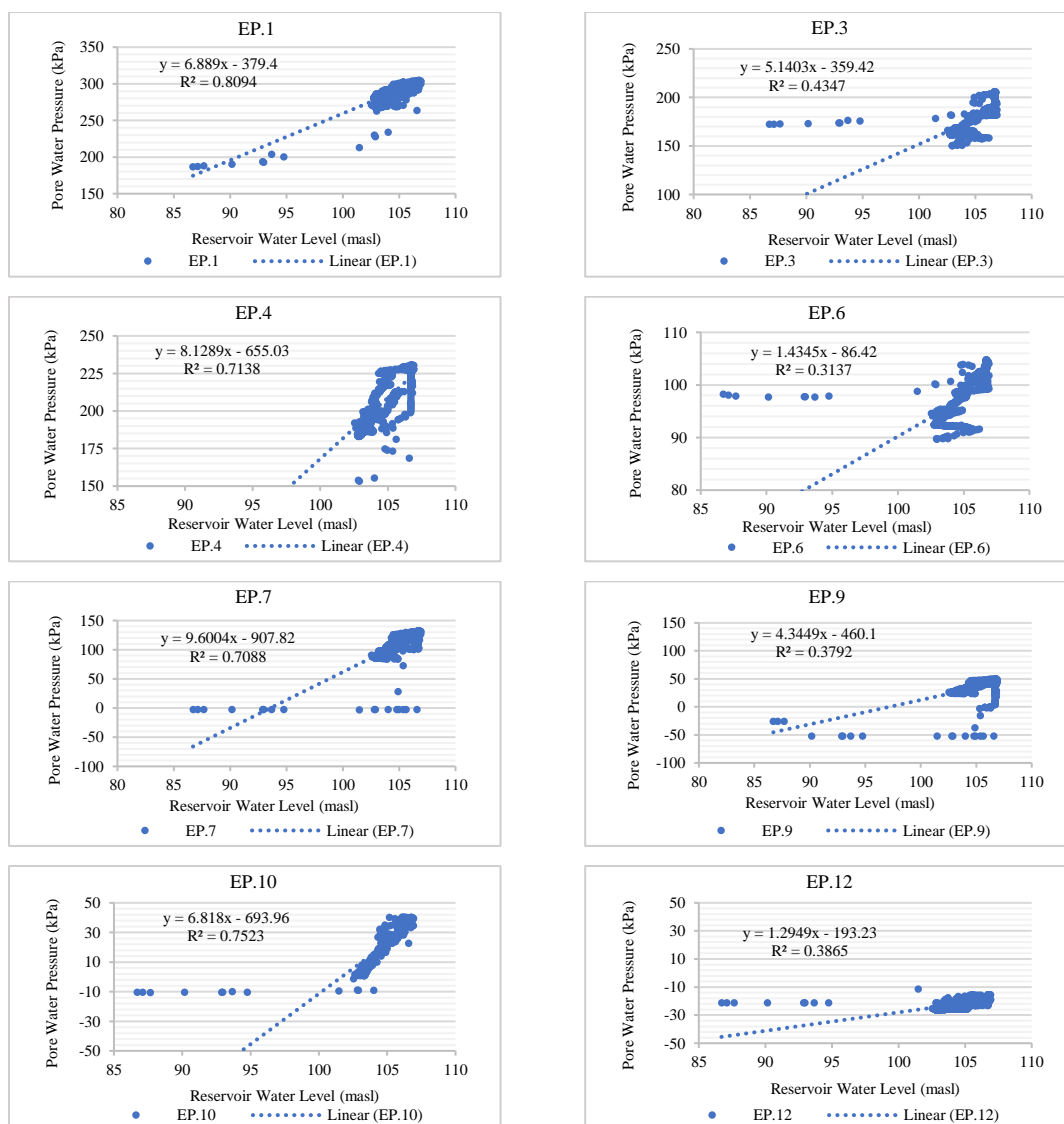 EP.1
y = 6.889x - 379.4
R² = 0.8094
Pore Water Pressure (kPa)
350
300
250
200
150
80 85 90 95 100 105 110
Reservoir Water Level (masl)
EP.1 Linear (EP.1)
EP.3
y = 5.1403x - 359.42
R² = 0.4347
Pore Water Pressure (kPa)
250
200
150
100
80 85 90 95 100 105 110
Reservoir Water Level (masl)
EP.3 Linear (EP.3)
EP.4
y = 8.1289x - 655.03
R² = 0.7138
Pore Water Pressure (kPa)
250
225
200
175
150
85 90 95 100 105 110
Reservoir Water Level (masl)
EP.4 Linear (EP.4)
EP.6
y = 1.4345x - 86.42
R² = 0.3137
Pore Water Pressure (kPa)
110
100
90
80
85 90 95 100 105 110
Reservoir Water Level (masl)
EP.6 Linear (EP.6)
EP.7
y = 9.6004x - 907.82
R² = 0.7088
Pore Water Pressure (kPa)
150
100
50
0
-50
-100
80 85 90 95 100 105 110
Reservoir Water Level (masl)
EP.7 Linear (EP.7)
EP.9
y = 4.3449x - 460.1
R² = 0.3792
Pore Water Pressure (kPa)
150
100
50
0
-50
-100
80 85 90 95 100 105 110
Reservoir Water Level (masl)
EP.9 Linear (EP.9)
EP.10
y = 6.818x - 693.96
R² = 0.7523
Pore Water Pressure (kPa)
50
30
10
-10
-30
-50
85 90 95 100 105 110
Reservoir Water Level (masl)
EP.10 Linear (EP.10)
EP.12
y = 1.2949x - 193.23
R² = 0.3865
Pore Water Pressure (kPa)
50
30
10
-10
-30
-50
85 90 95 100 105 110
Reservoir Water Level (masl)
EP.12 Linear (EP.12)